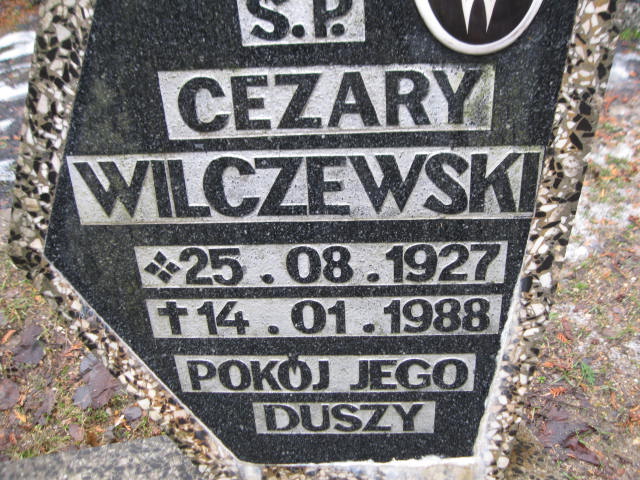 Ś.P.
CEZARY
WILCZEWSKI
25.08.1927
✝14.01.1988
POKÓJ JEGO
DUSZY